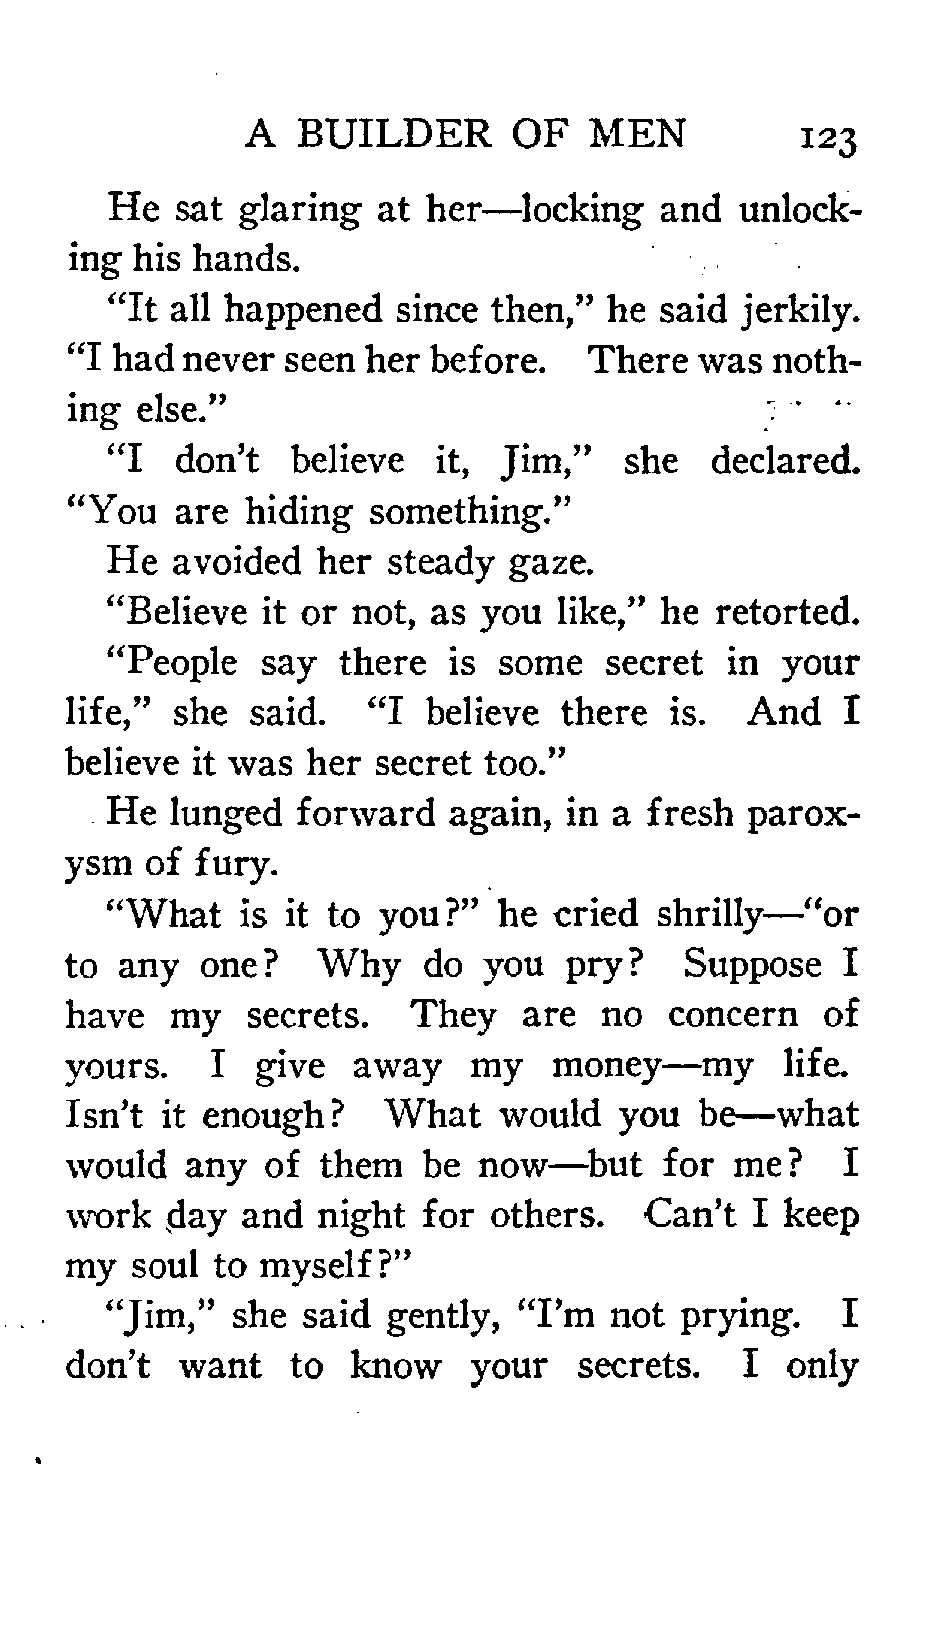 A BUILDER OF MEN 123
He sat glaring at her—locking and unlock-
ing his hands.
"It all happened since then," he said jerkily.
"I had never seen her before. There was noth-
ing else."
"I don't believe it, Jim," she declared.
"You are hiding something."
He avoided her steady gaze.
"Believe it or not, as you like," he retorted.
"People say there is some secret in your
life," she said. "I believe there is. And I
believe it was her secret too."
He lunged forward again, in a fresh parox-
ysm of fury.
"What is it to you?" he cried shrilly—"or
to any one? Why do you pry? Suppose I
have my secrets. They are no concern of
yours. I give away my money—my life.
Isn't it enough? What would you be—what
would any of them be now—but for me? I
work day and night for others. Can't I keep
my soul to myself?"
"Jim," she said gently, "I'm not prying. I
don't want to know your secrets. I only